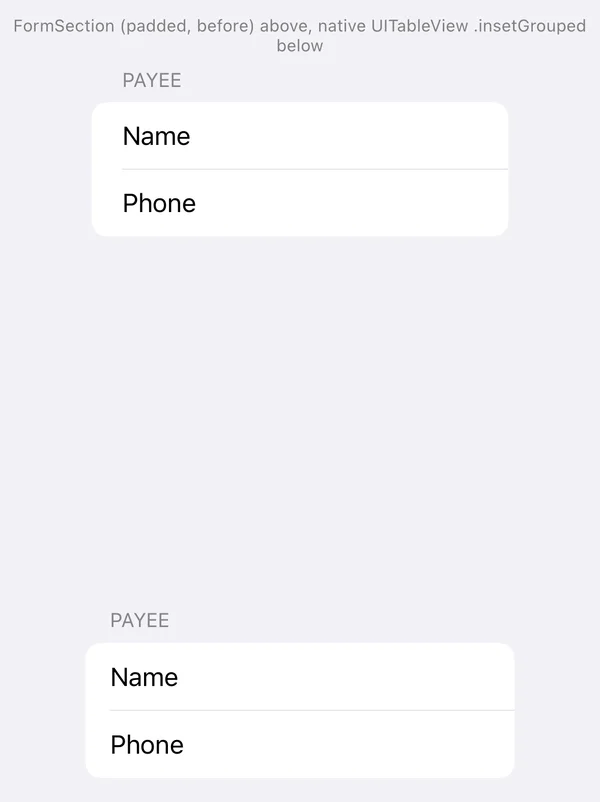 FormSection (padded, before) above, native UITableView .insetGrouped
below
PAYEE
Name
Phone
PAYEE
Name
Phone